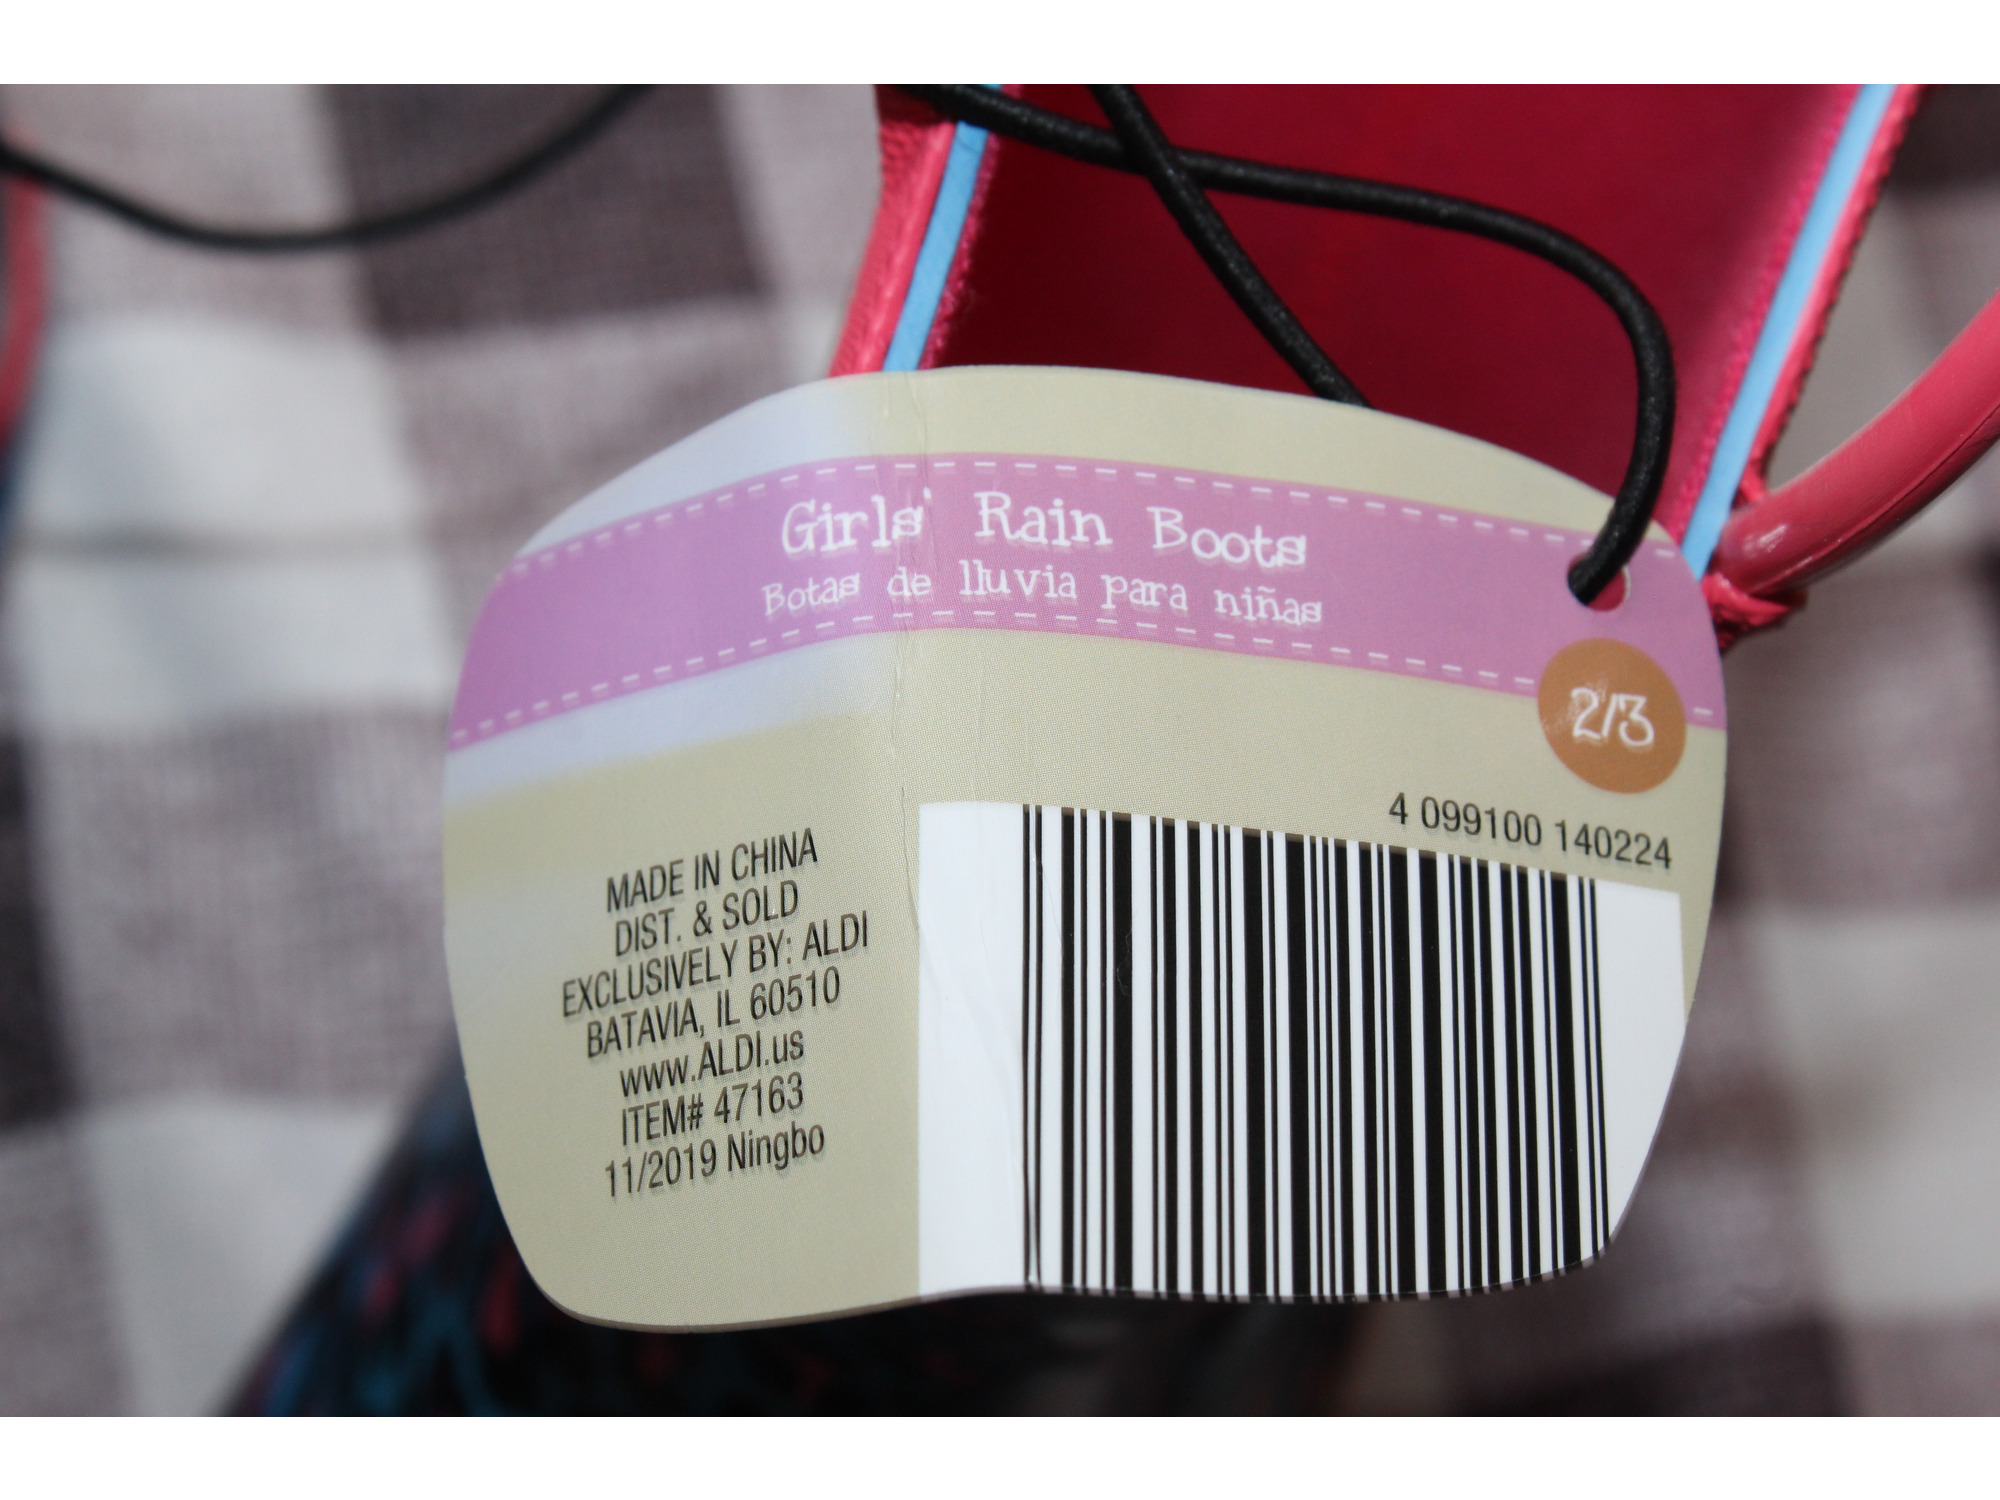 Girls' Rain Boots
Botas de lluvia para niñas
2/3
4 099100 140224
MADE IN CHINA
DIST. & SOLD
EXCLUSIVELY BY: ALDI
BATAVIA, IL 60510
www.ALDI.us
ITEM# 47163
11/2019 Ningbo